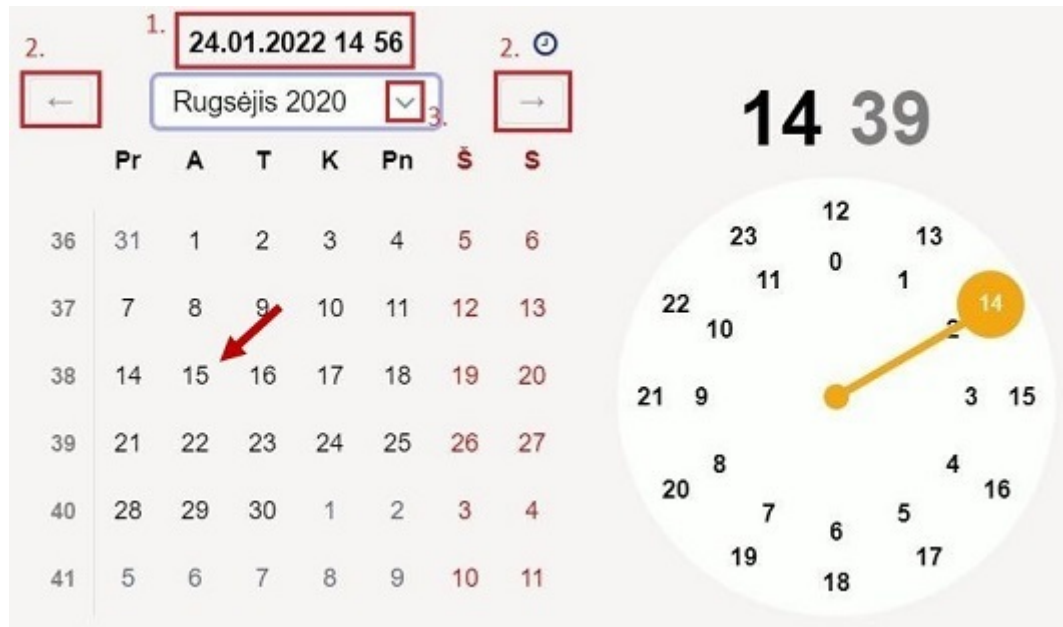 1.
24.01.2022 14 56
2.
2.
←
Rugsėjis 2020
3.
→
Pr A T K Pn Š S
36 31 1 2 3 4 5 6
37 7 8 9 10 11 12 13
38 14 15 16 17 18 19 20
39 21 22 23 24 25 26 27
40 28 29 30 1 2 3 4
41 5 6 7 8 9 10 11
14 39
12
23 13
0
11 1
22 14
10 2
21 9 3 15
8 4
20 16
7 5
6
19 17
18